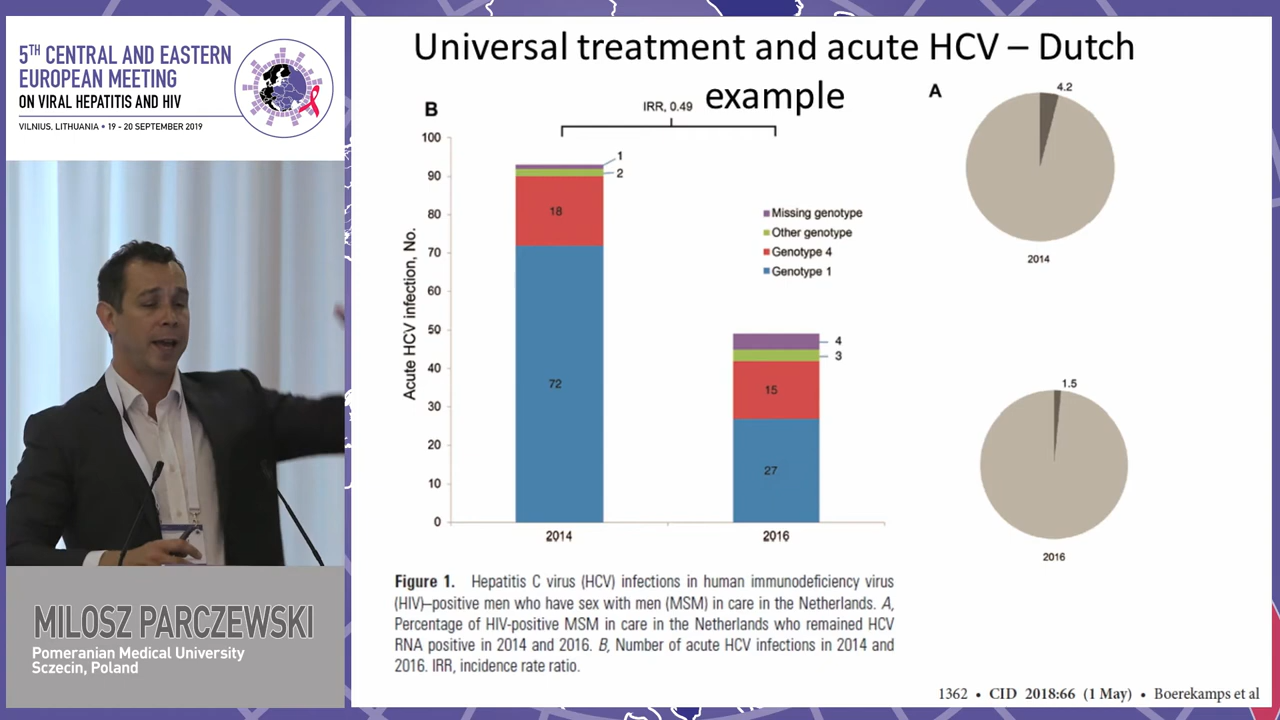 5TH CENTRAL AND EASTERN
EUROPEAN MEETING
ON VIRAL HEPATITIS AND HIV
VILNIUS, LITHUANIA • 19 - 20 SEPTEMBER 2019
MILOSZ PARCZEWSKI
Pomeranian Medical University
Sczecin, Poland
Universal treatment and acute HCV – Dutch
example
B
IRR, 0.49
100
90
80
70
60
50
40
30
20
10
0
Acute HCV infection, No.
1
2
18
72
2014
4
3
15
27
2016
Missing genotype
Other genotype
Genotype 4
Genotype 1
A
4.2
2014
1.5
2016
Figure 1. Hepatitis C virus (HCV) infections in human immunodeficiency virus
(HIV)–positive men who have sex with men (MSM) in care in the Netherlands. A,
Percentage of HIV-positive MSM in care in the Netherlands who remained HCV
RNA positive in 2014 and 2016. B, Number of acute HCV infections in 2014 and
2016. IRR, incidence rate ratio.
1362 • CID 2018:66 (1 May) • Boerekamps et al